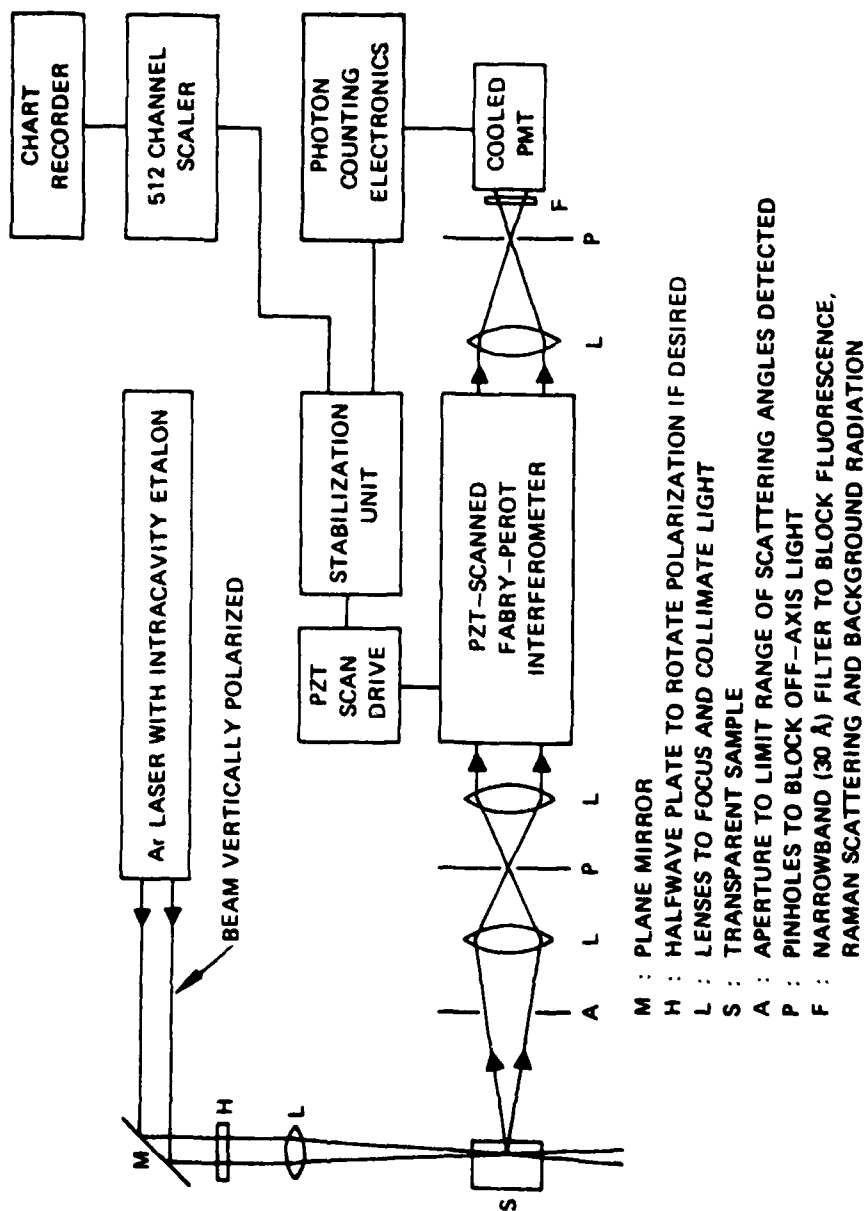 CHART
RECORDER
512 CHANNEL
SCALER
PHOTON
COUNTING
ELECTRONICS
COOLED
PMT
Ar LASER WITH INTRACAVITY ETALON
BEAM VERTICALLY POLARIZED
STABILIZATION
UNIT
PZT
SCAN
DRIVE
PZT-SCANNED
FABRY-PEROT
INTERFEROMETER
M
H
L
S
A
L
P
L
L
P
F
M : PLANE MIRROR
H : HALFWAVE PLATE TO ROTATE POLARIZATION IF DESIRED
L : LENSES TO FOCUS AND COLLIMATE LIGHT
S : TRANSPARENT SAMPLE
A : APERTURE TO LIMIT RANGE OF SCATTERING ANGLES DETECTED
P : PINHOLES TO BLOCK OFF-AXIS LIGHT
F : NARROWBAND (30 Å) FILTER TO BLOCK FLUORESCENCE,
RAMAN SCATTERING AND BACKGROUND RADIATION